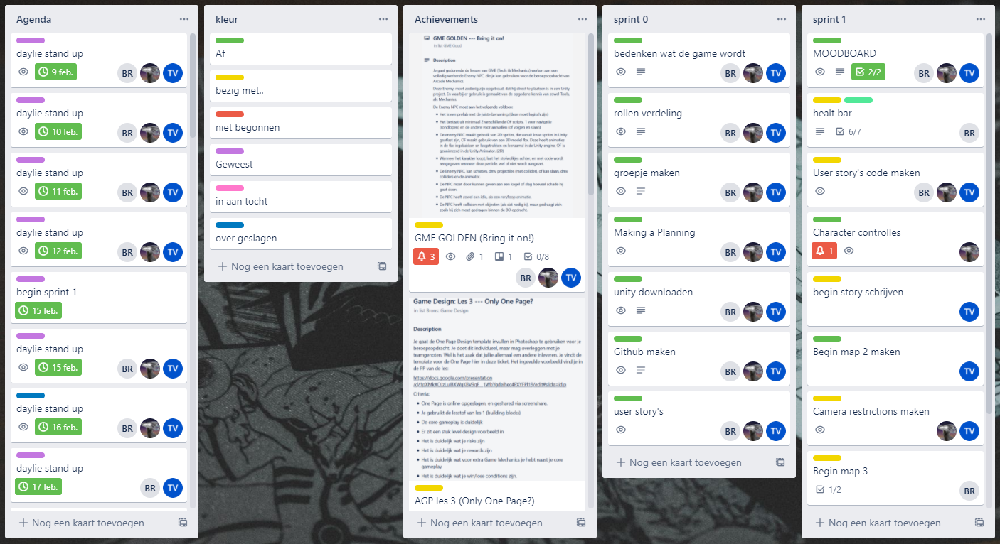 Agenda
daylie stand up
9 feb.
BR
TV
daylie stand up
10 feb.
BR
TV
daylie stand up
11 feb.
BR
TV
daylie stand up
12 feb.
BR
TV
begin sprint 1
15 feb.
daylie stand up
15 feb.
BR
TV
daylie stand up
16 feb.
BR
TV
daylie stand up
17 feb.
BR
TV
+ Nog een kaart toevoegen
kleur
Af
bezig met..
niet begonnen
Geweest
in aan tocht
over geslagen
+ Nog een kaart toevoegen
Achievements
GME GOLDEN --- Bring it on!
in list GME Goud
Description
Je gaat gedurende de lessen van GME (Tools & Mechanics) werken aan een
volledig werkende Enemy NPC, die je kan gebruiken voor de beroepsopdracht van
Arcade Mechanics.
Deze Enemy, moet zodanig zijn opgebouwd, dat hij direct te plaatsen is in een Unity
project. En waarbij er gebruik is gemaakt van de opgedane kennis van zowel Tools,
als Mechanics.
De Enemy NPC moet aan het volgende voldoen:
Het is een prefab met de juiste benaming (deze moet logisch zijn)
Het bestaat uit minimaal 2 verschillende C# scripts. 1 voor navigatie
(rondlopen) en de andere voor aanvallen (of volgen en slaan)
De enemy NPC maakt gebruik van 2D sprites, die vanuit losse sprites in Unity
geatlast zijn, OF maakt gebruik van een 3D model fbx. Deze heeft animaties
in de fbx ingebakken en losgetrokken en benaamd in de Unity engine. OF is
geanimeerd in de Unity Animator. (2D)
Wanneer het karakter loopt, laat het stofwolkjes achter, en met code wordt
aangegeven wanneer deze particle, wel of niet wordt aangezet.
De Enemy NPC, kan schieten, dmv projectiles (met collider), of kan slaan, dmv
colliders en de animator.
De NPC moet door kunnen geven aan een kogel of slag hoeveel schade hij
gaat doen.
De NPC heeft zowel een idle, als een ren/loop animatie.
De NPC heeft collision met objecten (als dat nodig is), maar gedraagt zich
zoals hij zich moet gedragen binnen de BO opdracht.
GME GOLDEN (Bring it on!)
3
1
1
0/8
BR
TV
Game Design: Les 3 --- Only One Page?
in list Brons: Game Design
Description
Je gaat de One Page Design template invullen in Photoshop te gebruiken voor je
beroepsopdracht. Je doet dit individueel, maar mag overleggen met je
teamgenoten. Wel is het zaak dat jullie allemaal een andere inleveren. Je vindt de
template voor de One Page hier in deze ticket. Het ingevulde voorbeeld vind je in
de PP van de les:
https://docs.google.com/presentation
Criteria:
One Page is online opgeslagen, en geshared via screenshare.
Je gebruikt de lesstof van les 1 (building blocks)
De core gameplay is duidelijk
Er zit een stuk level design voorbeeld in
Het is duidelijk wat je risks zijn
Het is duidelijk wat je rewards zijn
Het is duidelijk wat voor extra Game Mechanics je hebt naast je core
gameplay
Het is duidelijk wat je win/lose conditions zijn.
AGP les 3 (Only One Page?)
+ Nog een kaart toevoegen
sprint 0
bedenken wat de game wordt
BR
TV
rollen verdeling
BR
TV
groepje maken
BR
TV
Making a Planning
BR
TV
unity downloaden
BR
TV
Github maken
BR
TV
user story's
BR
TV
+ Nog een kaart toevoegen
sprint 1
MOODBOARD
2/2
BR
TV
healt bar
6/7
BR
User story's code maken
BR
TV
Character controlles
1
begin story schrijven
TV
Begin map 2 maken
TV
Camera restrictions maken
TV
Begin map 3
1/2
BR
+ Nog een kaart toevoegen